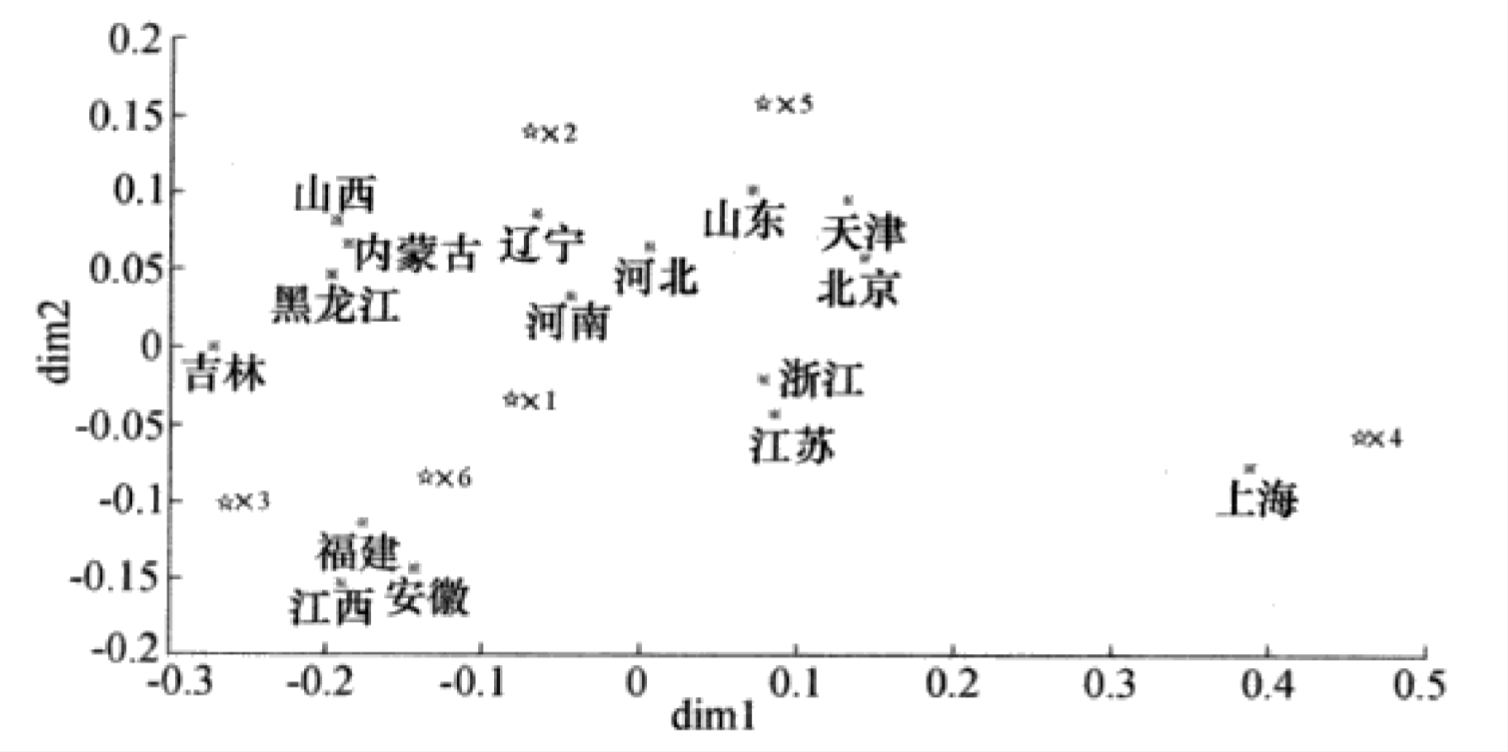 0.2
0.15
0.1
0.05
0
-0.05
-0.1
-0.15
-0.2
dim2
☆×5
☆×2
山西
山东
天津
内蒙古
辽宁
河北
北京
黑龙江
河南
吉林
浙江
☆×1
江苏
☆×4
☆×6
☆×3
上海
福建
江西
安徽
-0.3 -0.2 -0.1 0 0.1 0.2 0.3 0.4 0.5
dim1